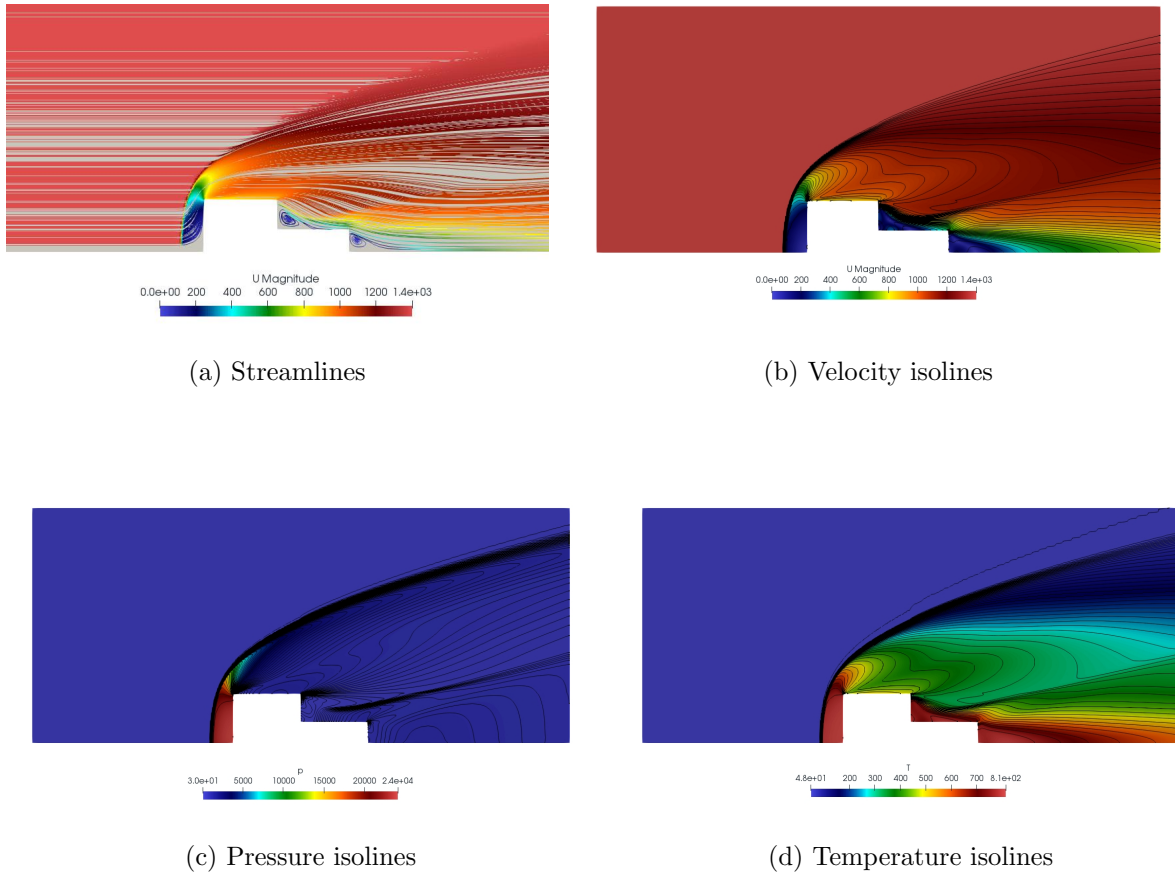 U Magnitude
0.0e+00 200 400 600 800 1000 1200 1.4e+03
(a) Streamlines
U Magnitude
0.0e+00 200 400 600 800 1000 1200 1.4e+03
(b) Velocity isolines
p
3.0e+01 5000 10000 15000 20000 2.4e+04
(c) Pressure isolines
T
4.8e+01 200 300 400 500 600 700 8.1e+02
(d) Temperature isolines